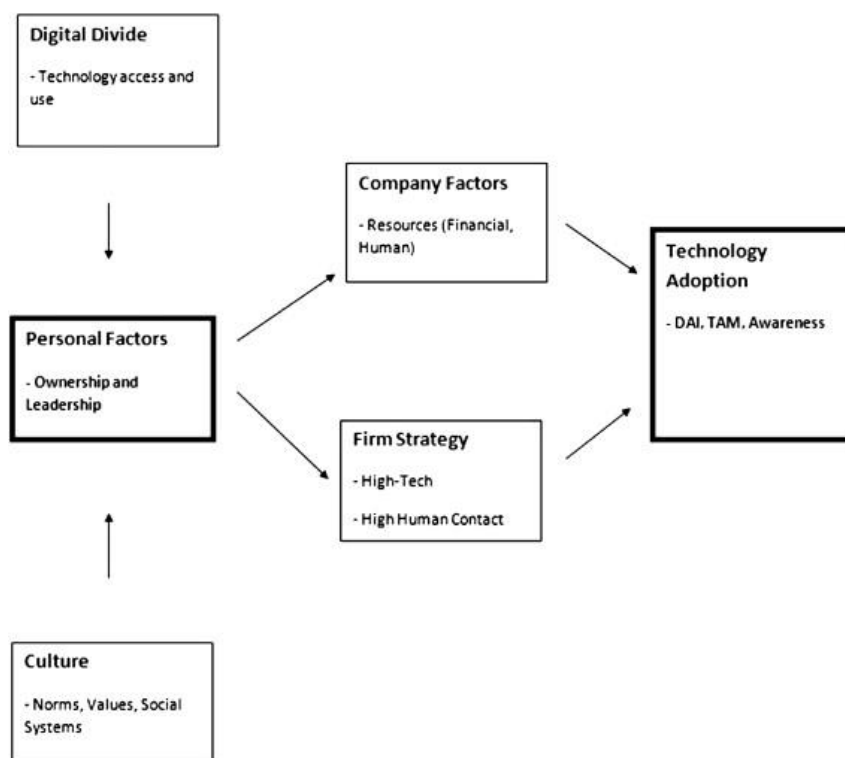 Digital Divide
- Technology access and
use
Company Factors
- Resources (Financial,
Human)
Technology
Adoption
- DAI, TAM, Awareness
Personal Factors
- Ownership and
Leadership
Firm Strategy
- High-Tech
- High Human Contact
Culture
- Norms, Values, Social
Systems